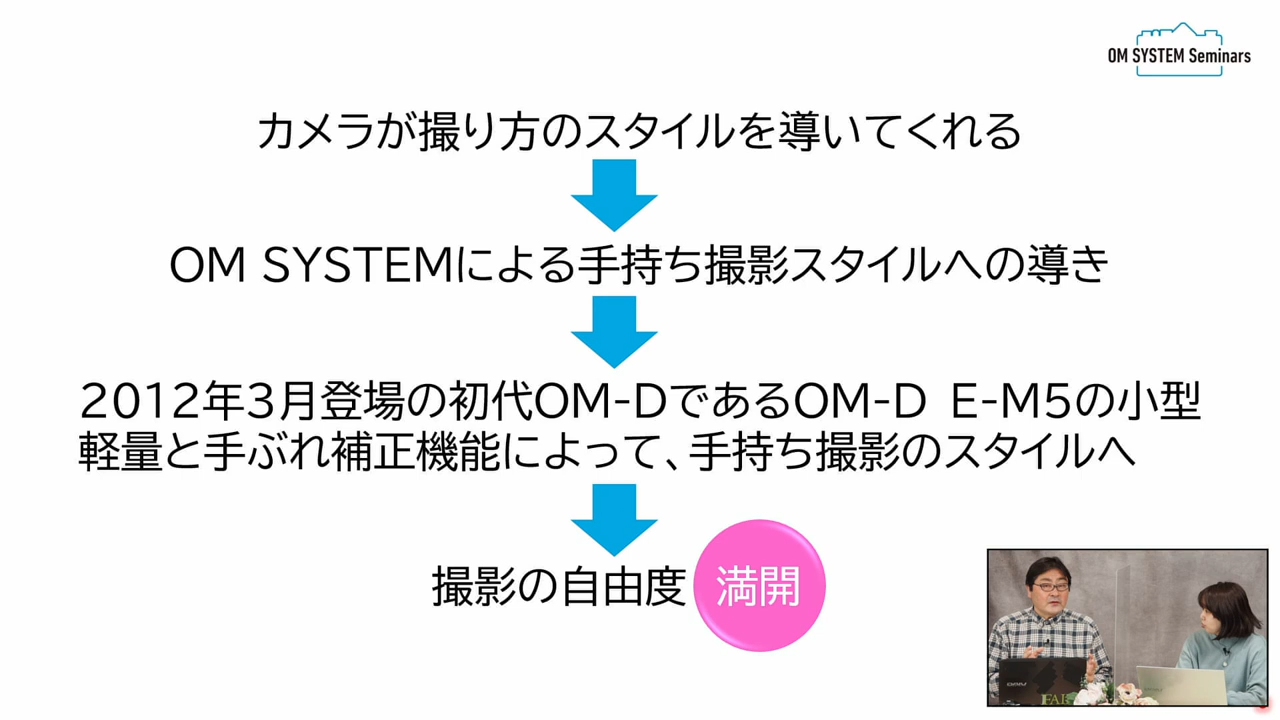 OM SYSTEM Seminars
カメラが撮り方のスタイルを導いてくれる
OM SYSTEMによる手持ち撮影スタイルへの導き
2012年3月登場の初代OM-DであるOM-D E-M5の小型
軽量と手ぶれ補正機能によって、手持ち撮影のスタイルへ
撮影の自由度 満開